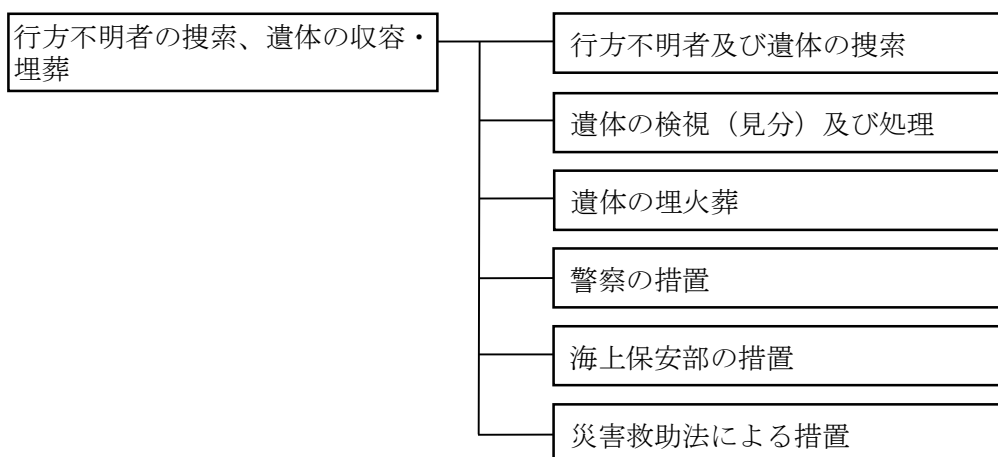 行方不明者の捜索、遺体の収容・
埋葬
行方不明者及び遺体の捜索
遺体の検視（見分）及び処理
遺体の埋火葬
警察の措置
海上保安部の措置
災害救助法による措置